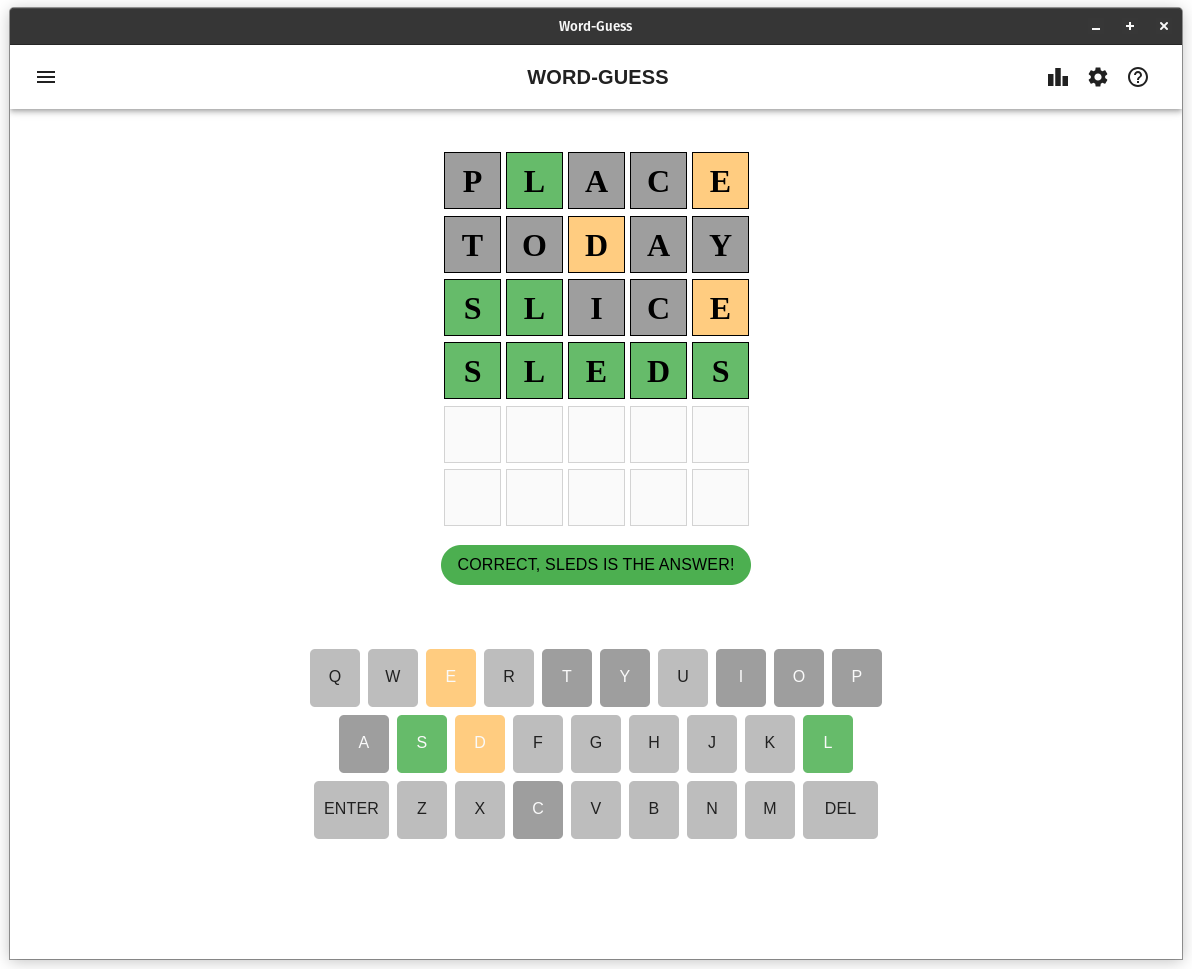 Word-Guess
WORD-GUESS
P L A C E
T O D A Y
S L I C E
S L E D S
CORRECT, SLEDS IS THE ANSWER!
Q W E R T Y U I O P
A S D F G H J K L
ENTER Z X C V B N M DEL